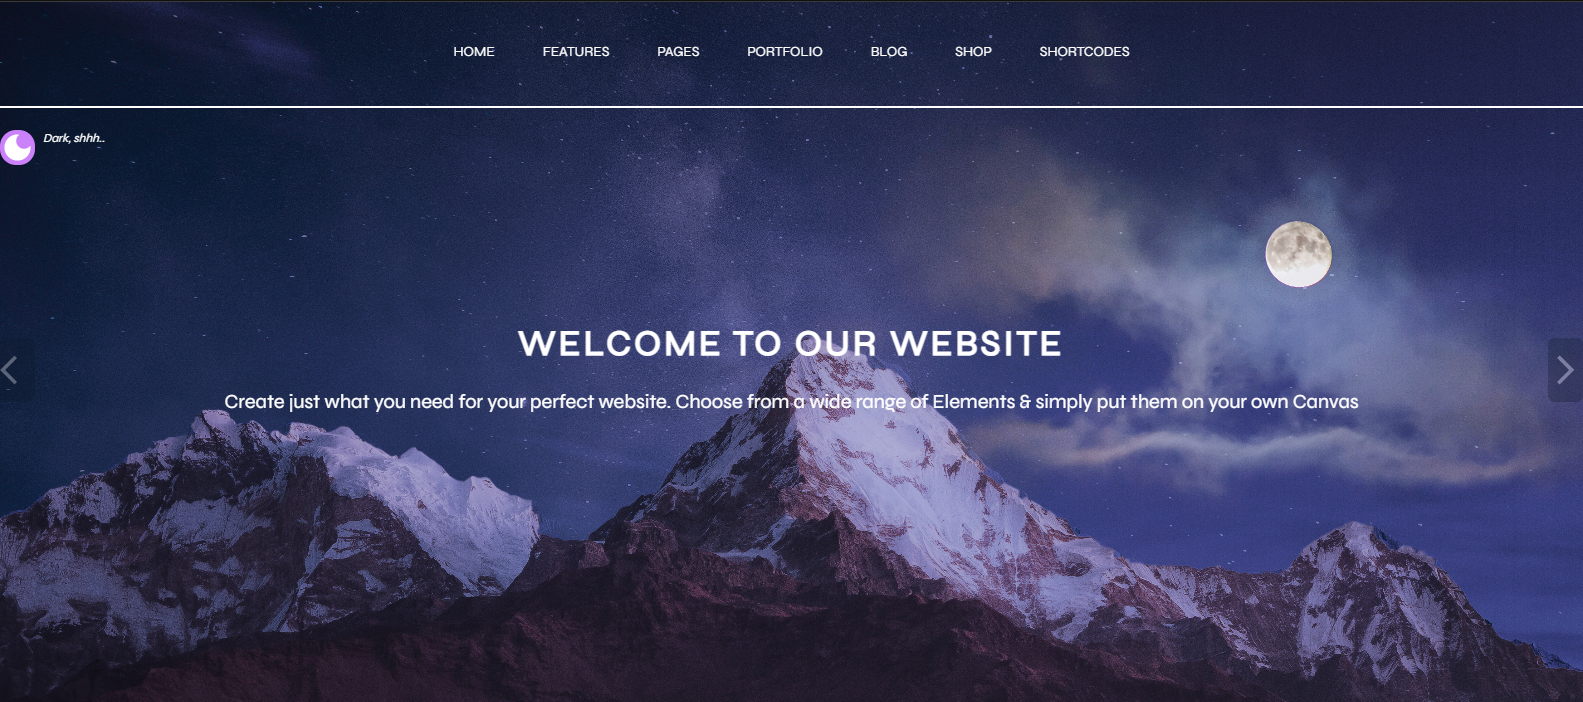 HOME FEATURES PAGES PORTFOLIO BLOG SHOP SHORTCODES
Dark, shhh..
WELCOME TO OUR WEBSITE
Create just what you need for your perfect website. Choose from a wide range of Elements & simply put them on your own Canvas